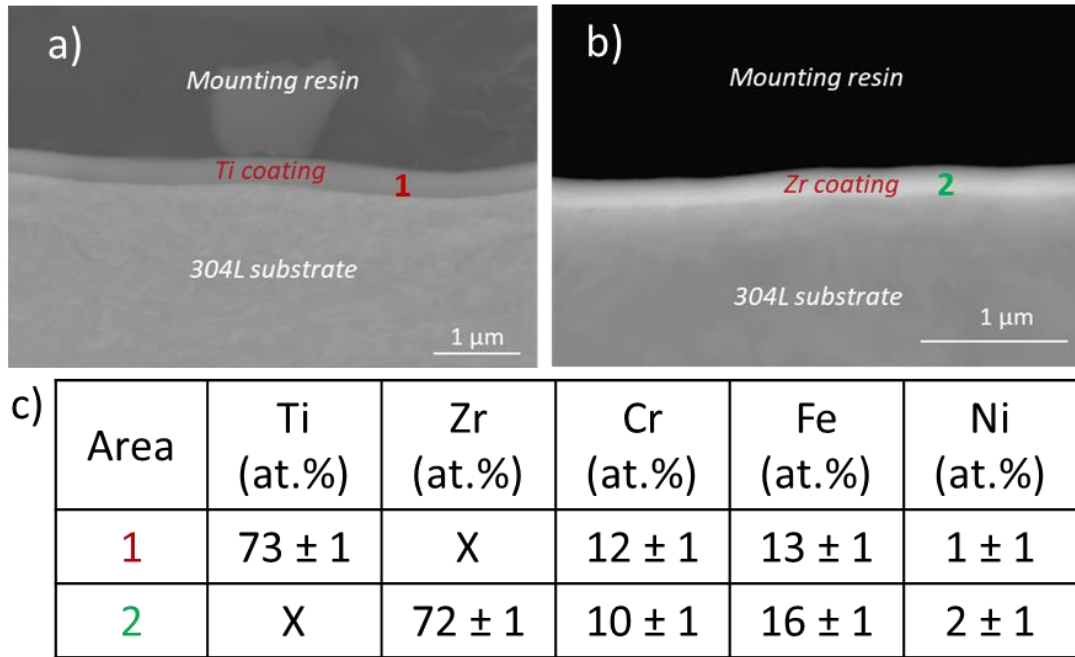 a)
Mounting resin
Ti coating
1
304L substrate
1 µm
b)
Mounting resin
Zr coating
2
304L substrate
1 µm
c)
Area Ti (at.%) Zr (at.%) Cr (at.%) Fe (at.%) Ni (at.%)
1 73 ± 1 X 12 ± 1 13 ± 1 1 ± 1
2 X 72 ± 1 10 ± 1 16 ± 1 2 ± 1